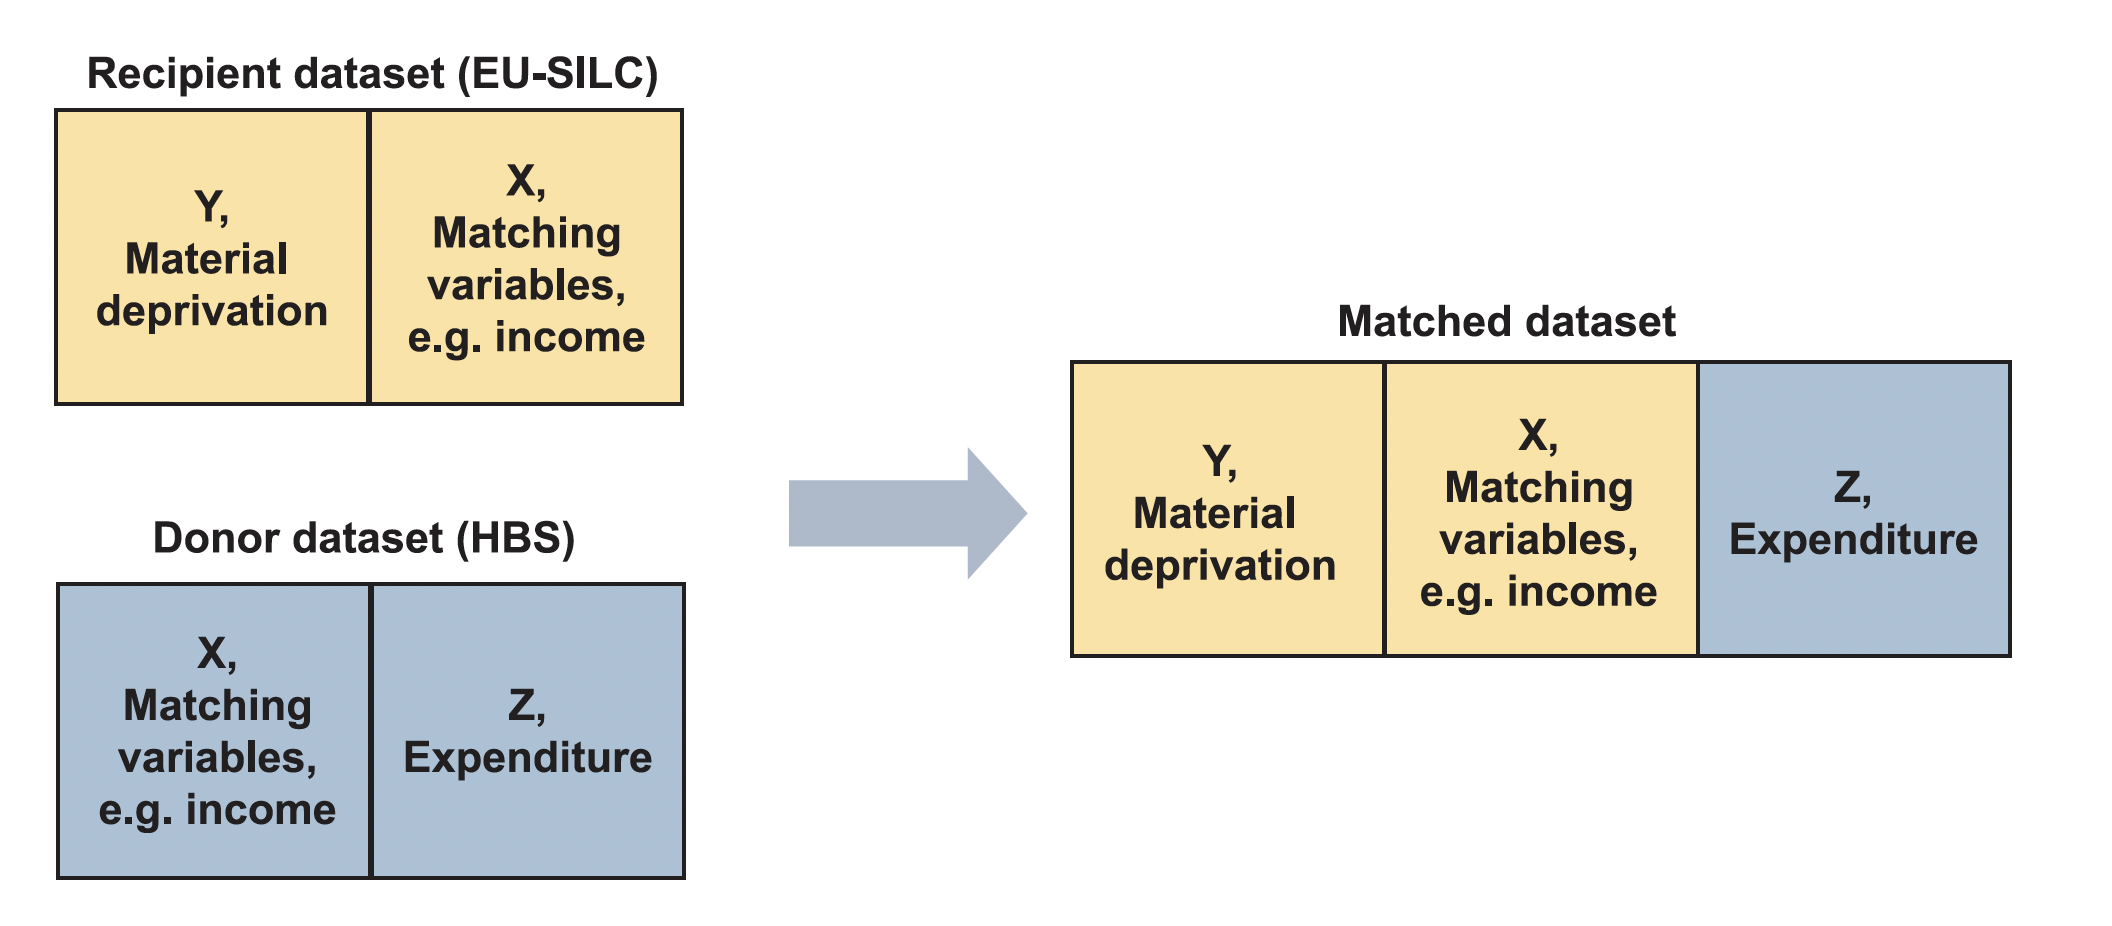 Recipient dataset (EU-SILC)
Y,
Material
deprivation
X,
Matching
variables,
e.g. income
Donor dataset (HBS)
X,
Matching
variables,
e.g. income
Z,
Expenditure
Matched dataset
Y,
Material
deprivation
X,
Matching
variables,
e.g. income
Z,
Expenditure